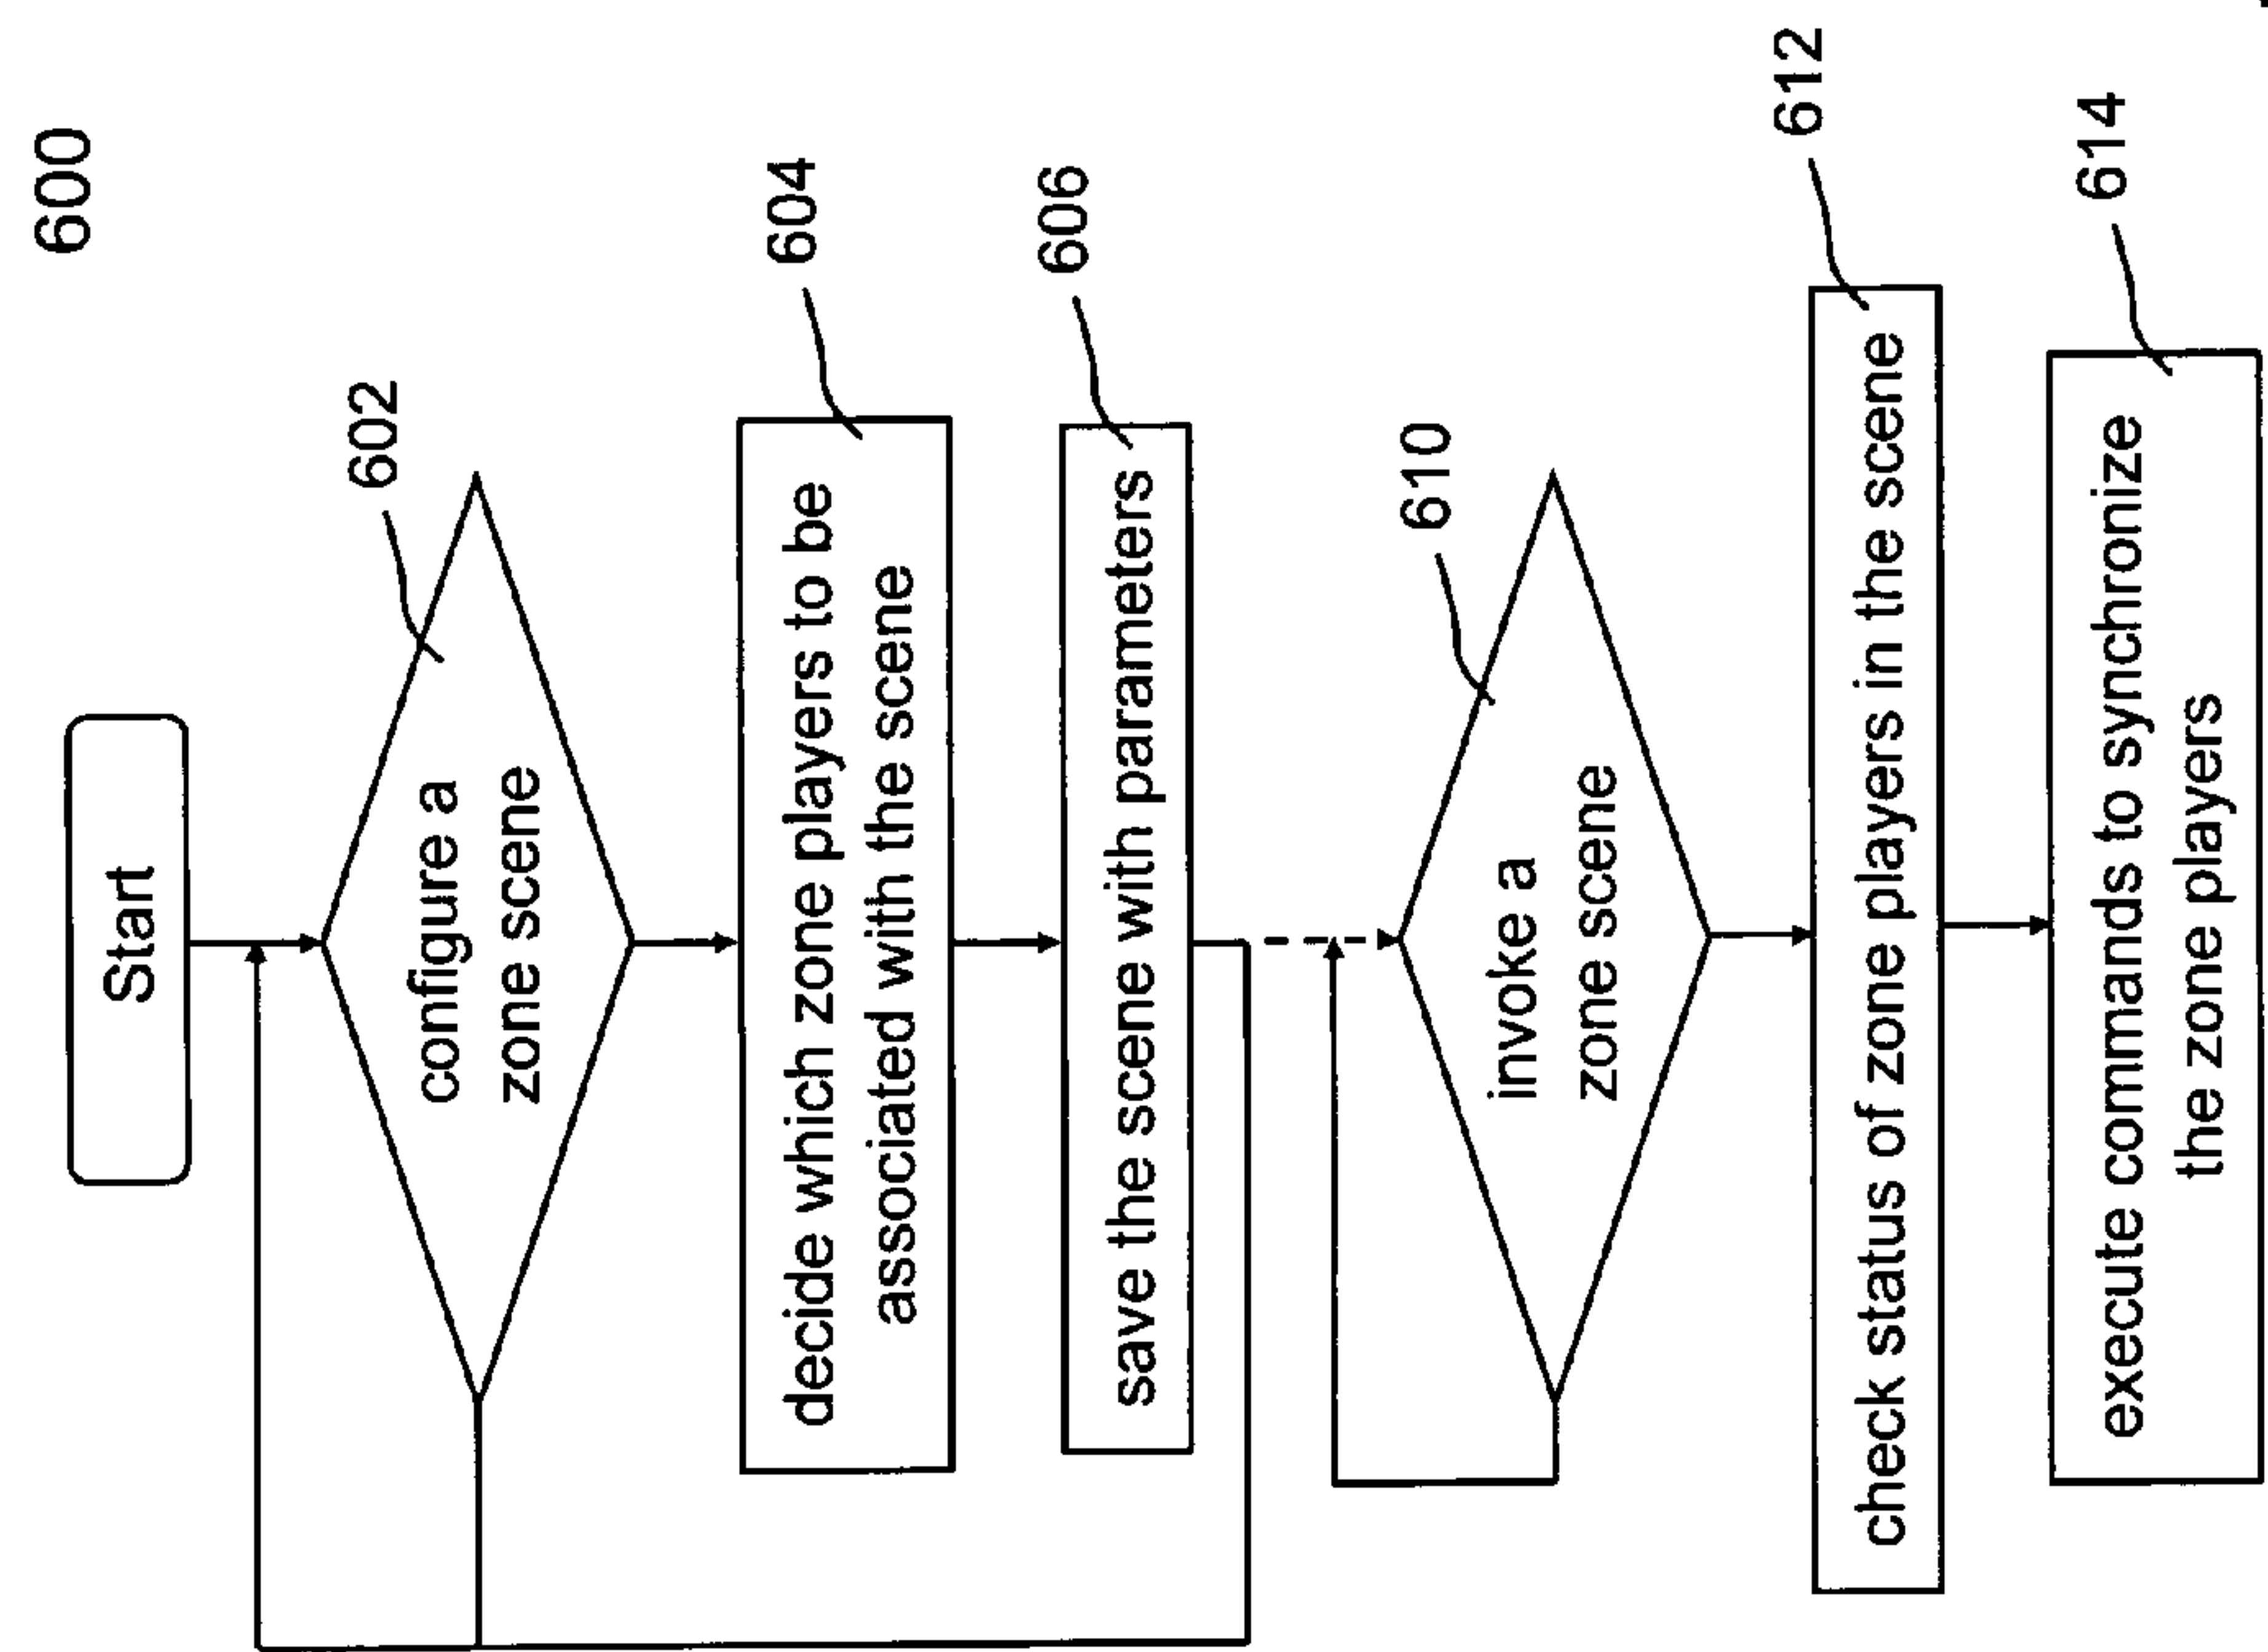 600
Start
602
configure a
zone scene
604
decide which zone players to be
associated with the scene
606
save the scene with parameters
610
invoke a
zone scene
612
check status of zone players in the scene
614
execute commands to synchronize
the zone players